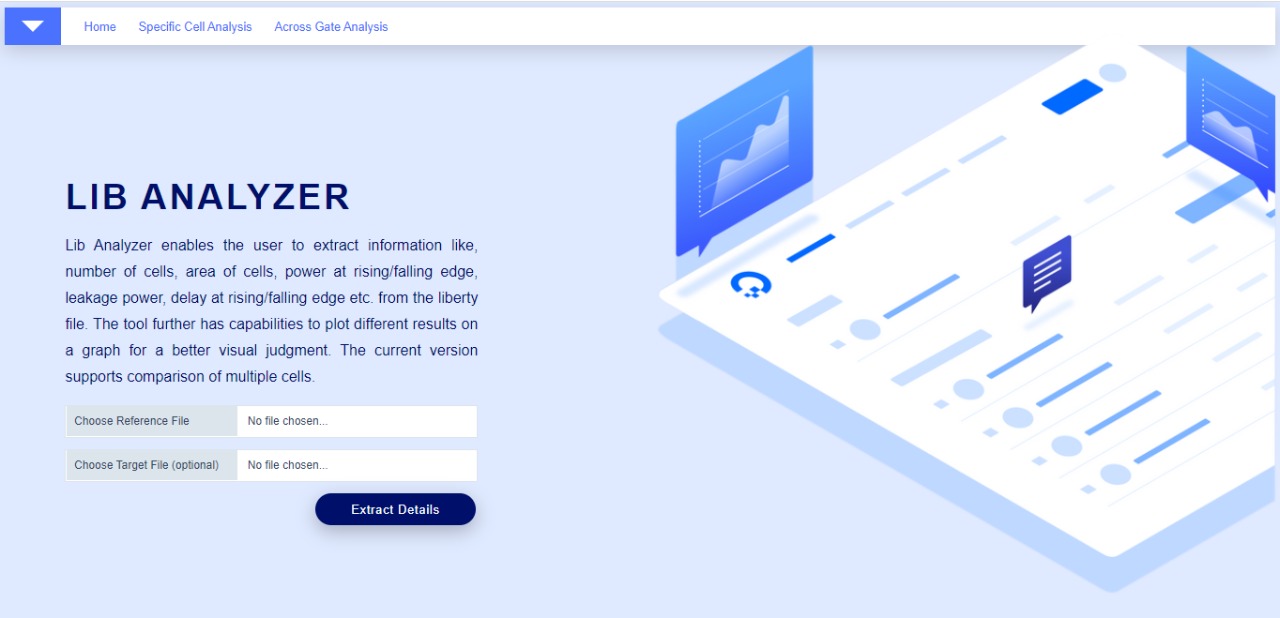 Home
Specific Cell Analysis
Across Gate Analysis
LIB ANALYZER
Lib Analyzer enables the user to extract information like,
number of cells, area of cells, power at rising/falling edge,
leakage power, delay at rising/falling edge etc. from the liberty
file. The tool further has capabilities to plot different results on
a graph for a better visual judgment. The current version
supports comparison of multiple cells.
Choose Reference File No file chosen...
Choose Target File (optional) No file chosen...
Extract Details